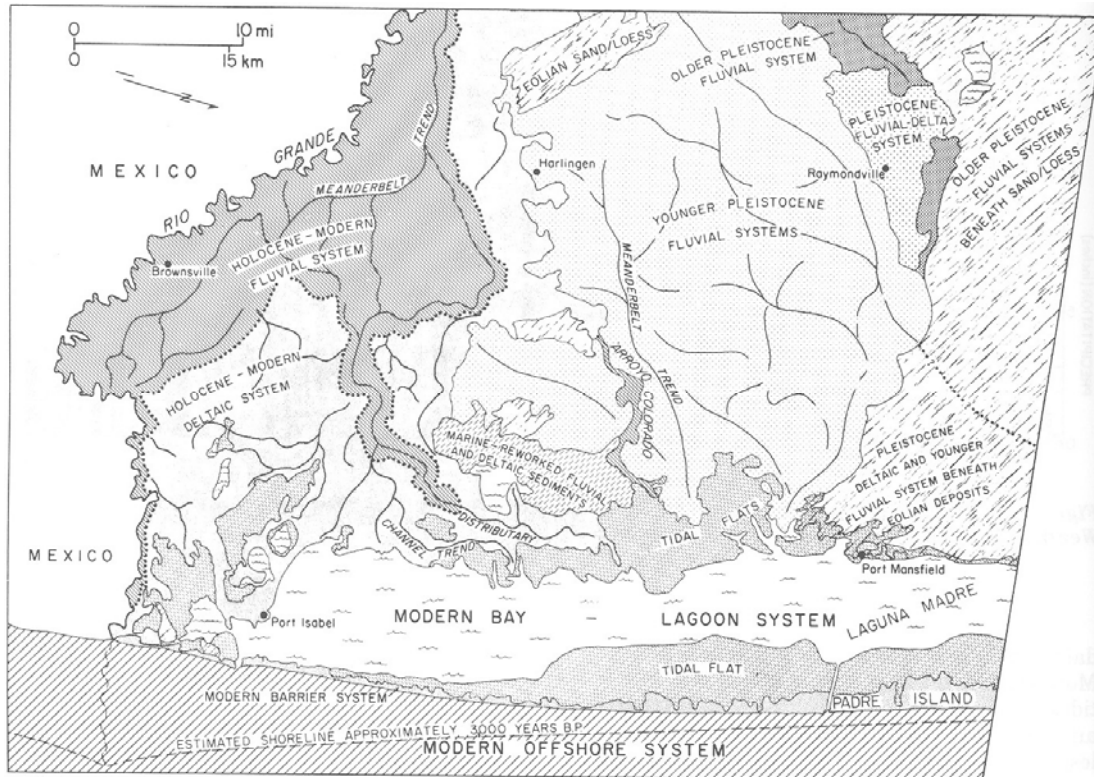 0 10 mi
0 15 km
N
MEXICO
RIO GRANDE
MEANDERBELT TREND
Brownsville
HOLOCENE-MODERN
FLUVIAL SYSTEM
HOLOCENE-MODERN
DELTAIC SYSTEM
EOLIAN SAND/LOESS
OLDER PLEISTOCENE
FLUVIAL SYSTEM
PLEISTOCENE
FLUVIAL-DELTA
SYSTEM
Harlingen
Raymondville
OLDER PLEISTOCENE
FLUVIAL SYSTEMS
BENEATH SAND/LOESS
YOUNGER PLEISTOCENE
FLUVIAL SYSTEMS
MEANDERBELT TREND
ARROYO COLORADO
MARINE-REWORKED FLUVIAL
AND DELTAIC SEDIMENTS
PLEISTOCENE
DELTAIC AND YOUNGER
FLUVIAL SYSTEM BENEATH
EOLIAN DEPOSITS
DISTRIBUTARY
CHANNEL TREND
TIDAL FLATS
Port Mansfield
MEXICO
Port Isabel
MODERN BAY - LAGOON SYSTEM
LAGUNA MADRE
TIDAL FLAT
MODERN BARRIER SYSTEM
PADRE ISLAND
ESTIMATED SHORELINE APPROXIMATELY 3000 YEARS B.P.
MODERN OFFSHORE SYSTEM